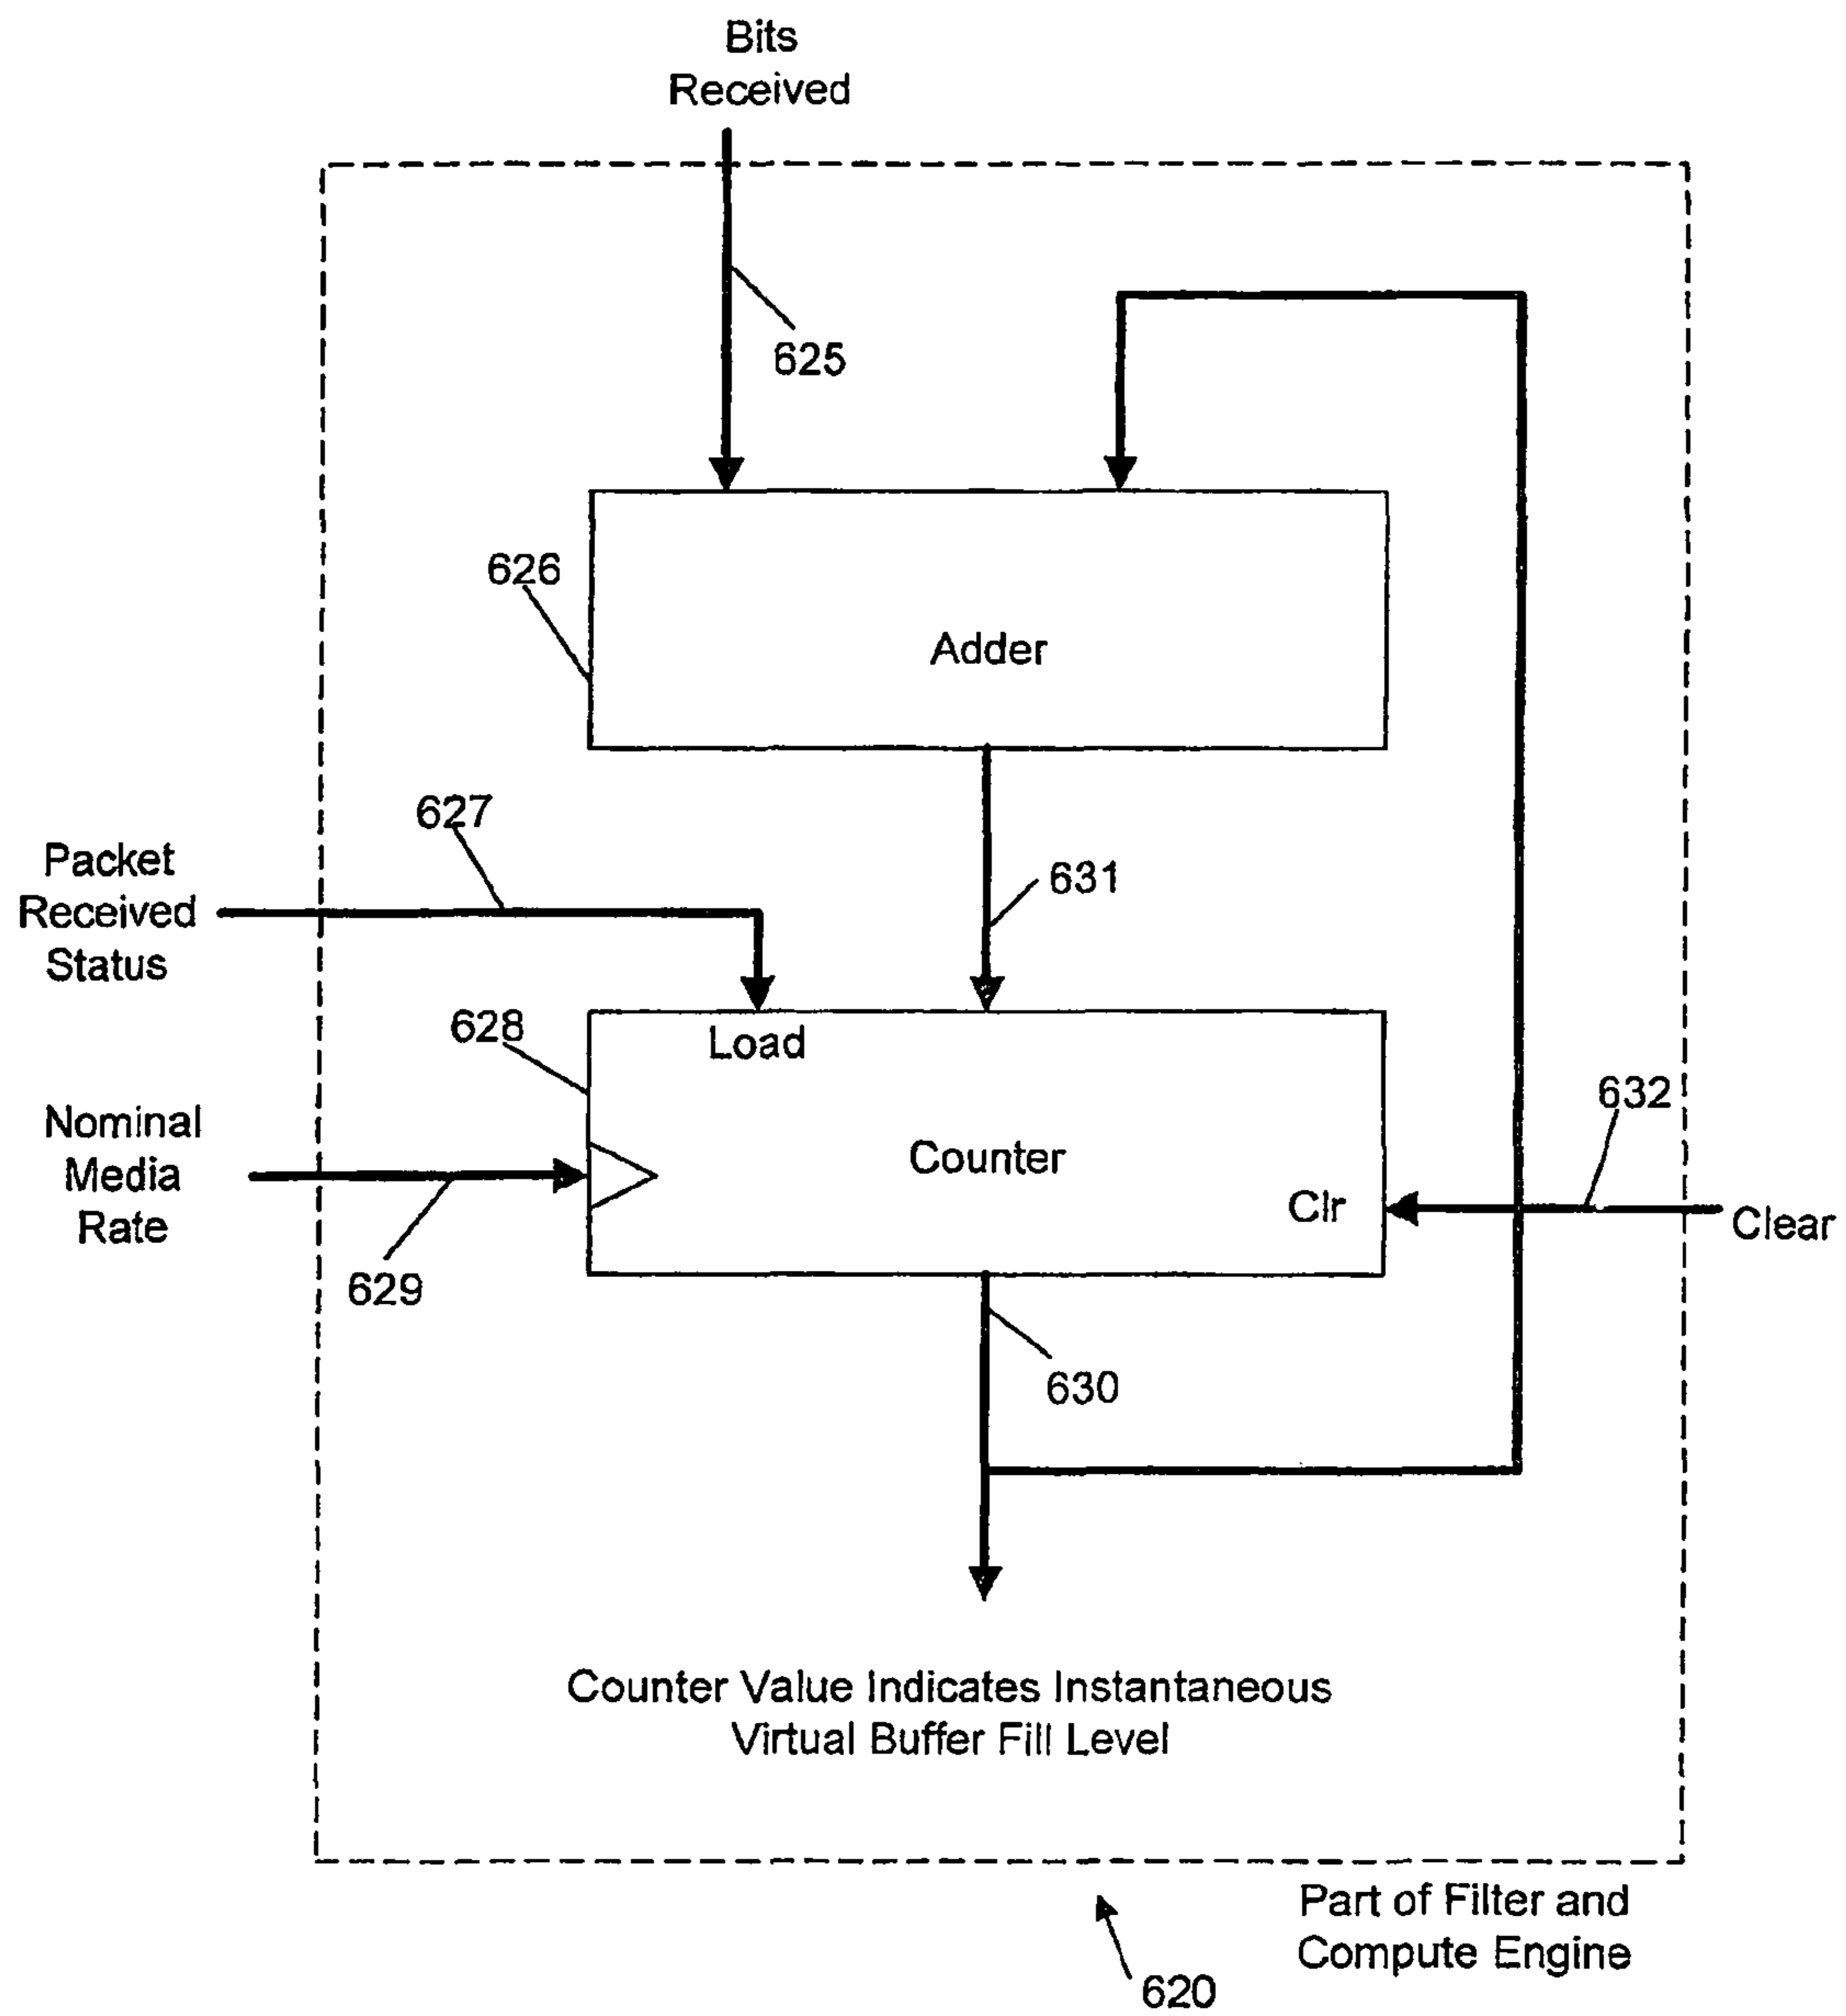 Bits
Received
625
626
Adder
627
Packet
Received
Status
631
628
Load
Nominal
Media
Rate
Counter
632
Clr
Clear
629
630
Counter Value Indicates Instantaneous
Virtual Buffer Fill Level
Part of Filter and
Compute Engine
620